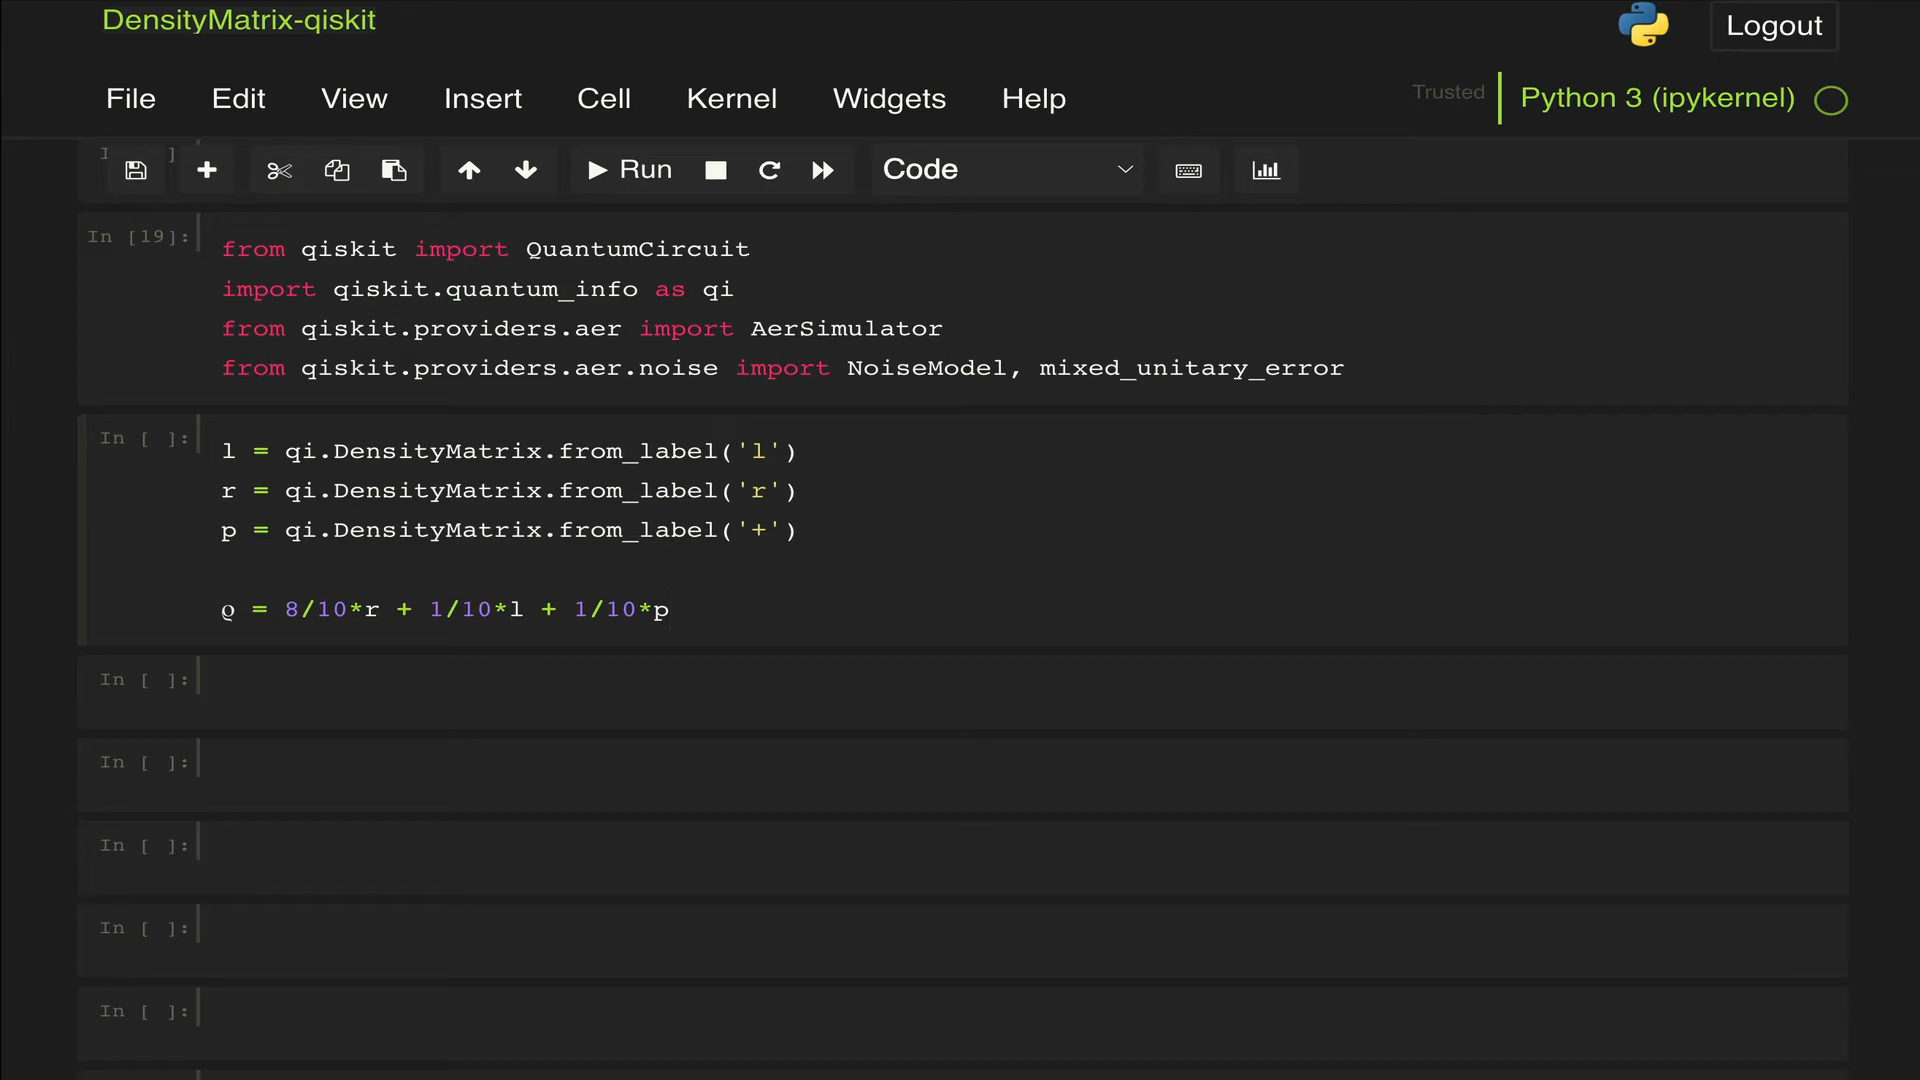 DensityMatrix-qiskit
Logout
File Edit View Insert Cell Kernel Widgets Help
Trusted
Python 3 (ipykernel)
Run
Code
In [19]:
from qiskit import QuantumCircuit
import qiskit.quantum_info as qi
from qiskit.providers.aer import AerSimulator
from qiskit.providers.aer.noise import NoiseModel, mixed_unitary_error
In [ ]:
l = qi.DensityMatrix.from_label('l')
r = qi.DensityMatrix.from_label('r')
p = qi.DensityMatrix.from_label('+')
ϱ = 8/10*r + 1/10*l + 1/10*p
In [ ]:
In [ ]:
In [ ]:
In [ ]:
In [ ]: